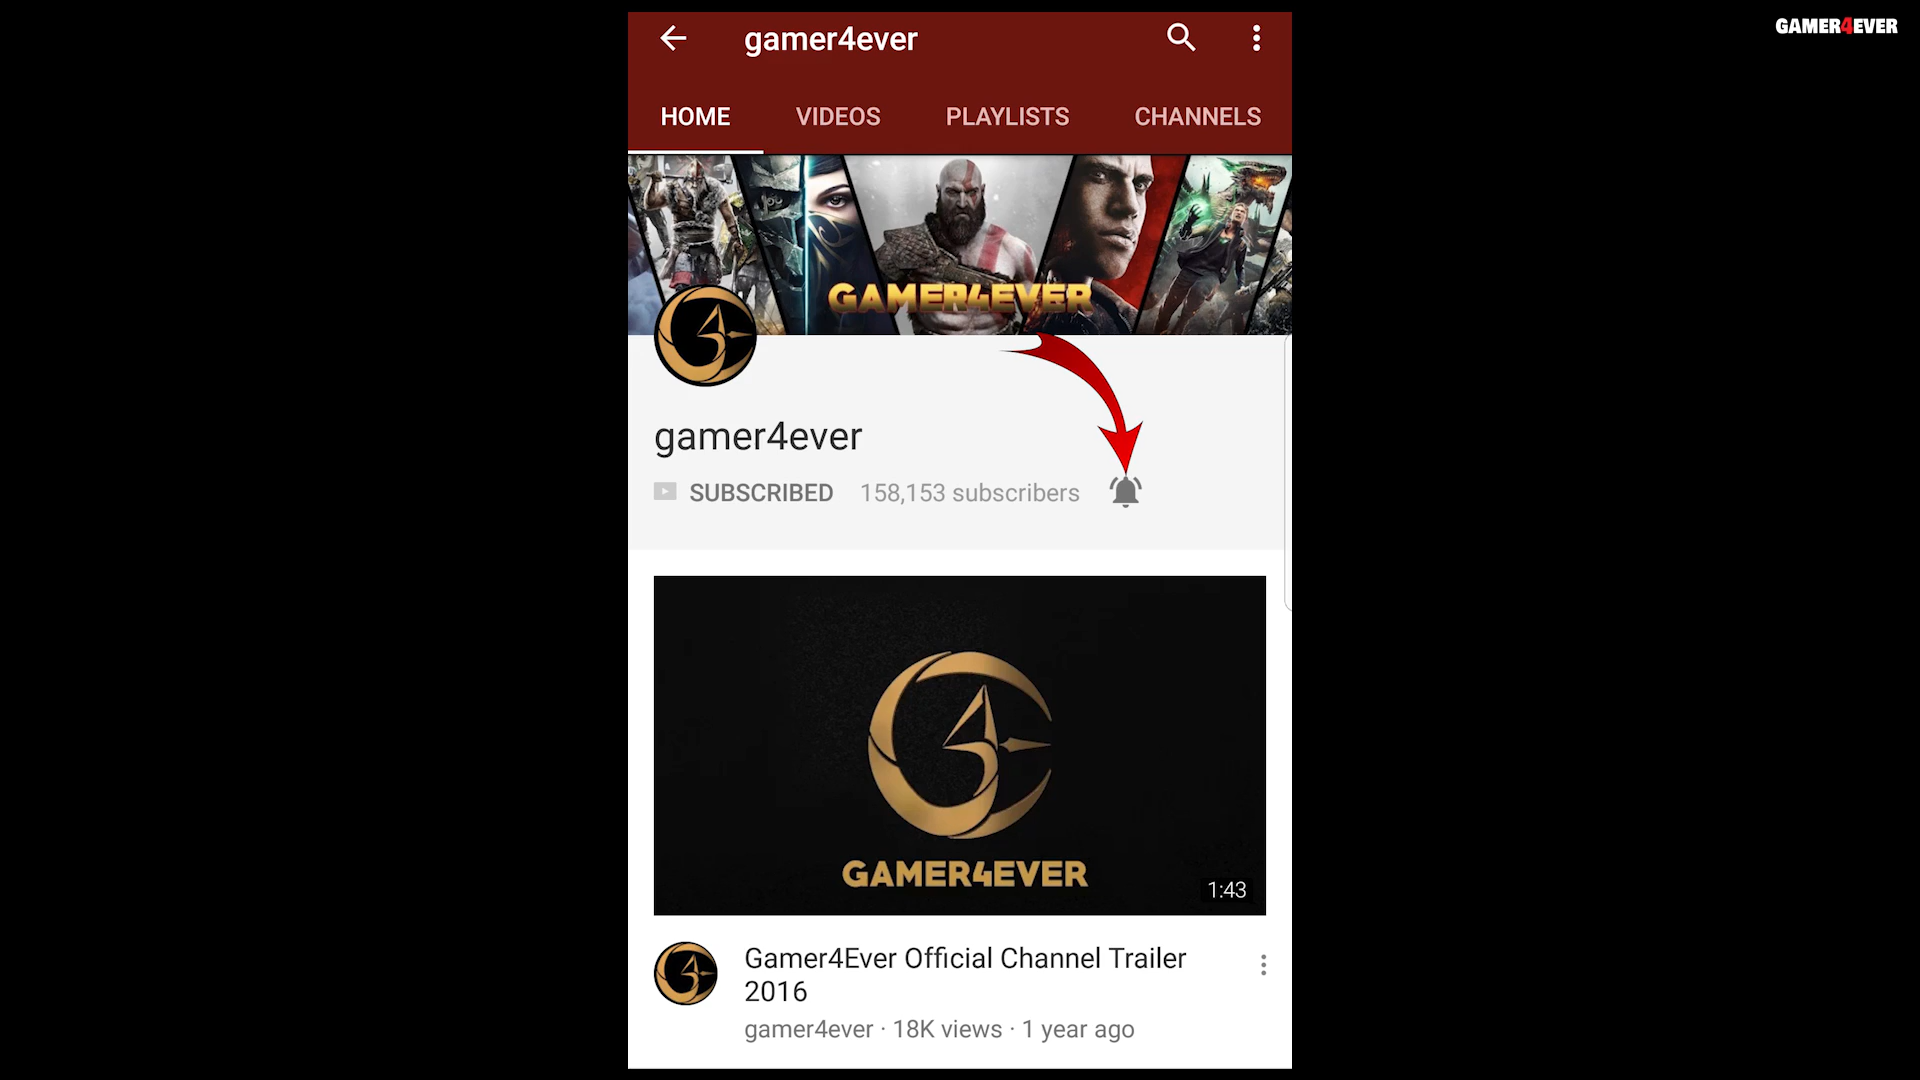 gamer4ever
GAMER4EVER
HOME VIDEOS PLAYLISTS CHANNELS
GAMER4EVER
gamer4ever
SUBSCRIBED 158,153 subscribers
GAMER4EVER
1:43
Gamer4Ever Official Channel Trailer
2016
gamer4ever · 18K views · 1 year ago